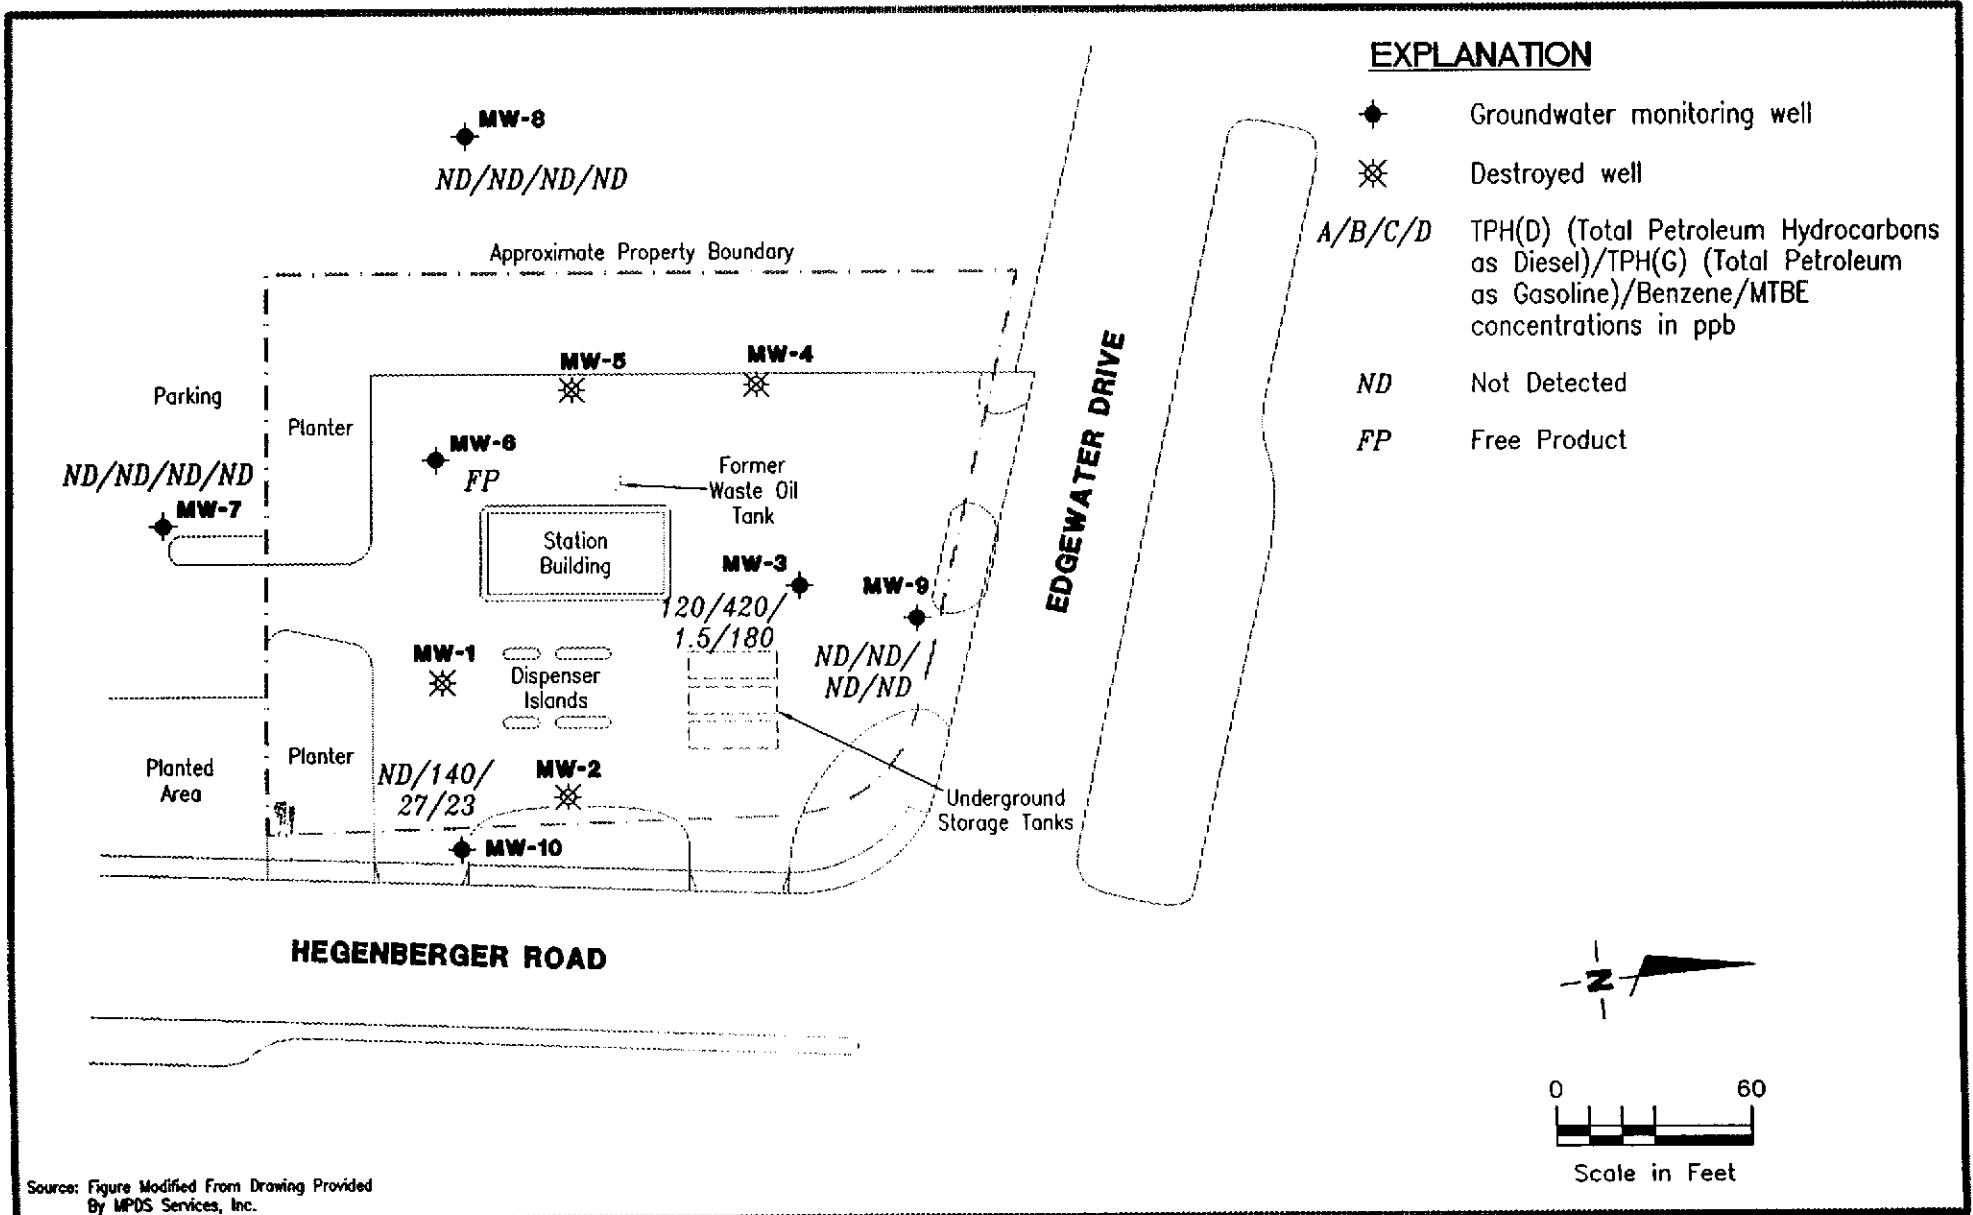 EXPLANATION
Groundwater monitoring well
Destroyed well
A/B/C/D
TPH(D) (Total Petroleum Hydrocarbons
as Diesel)/TPH(G) (Total Petroleum
as Gasoline)/Benzene/MTBE
concentrations in ppb
ND
Not Detected
FP
Free Product
MW-8
ND/ND/ND/ND
Approximate Property Boundary
MW-5
MW-4
Parking
Planter
MW-6
FP
Former
Waste Oil
Tank
ND/ND/ND/ND
MW-7
Station
Building
MW-3
120/420/
1.5/180
MW-9
ND/ND/
ND/ND
EDGEWATER DRIVE
MW-1
Dispenser
Islands
Planted
Area
Planter
ND/140/
27/23
MW-2
Underground
Storage Tanks
MW-10
HEGENBERGER ROAD
N
0 60
Scale in Feet
Source: Figure Modified From Drawing Provided
By MPDS Services, Inc.